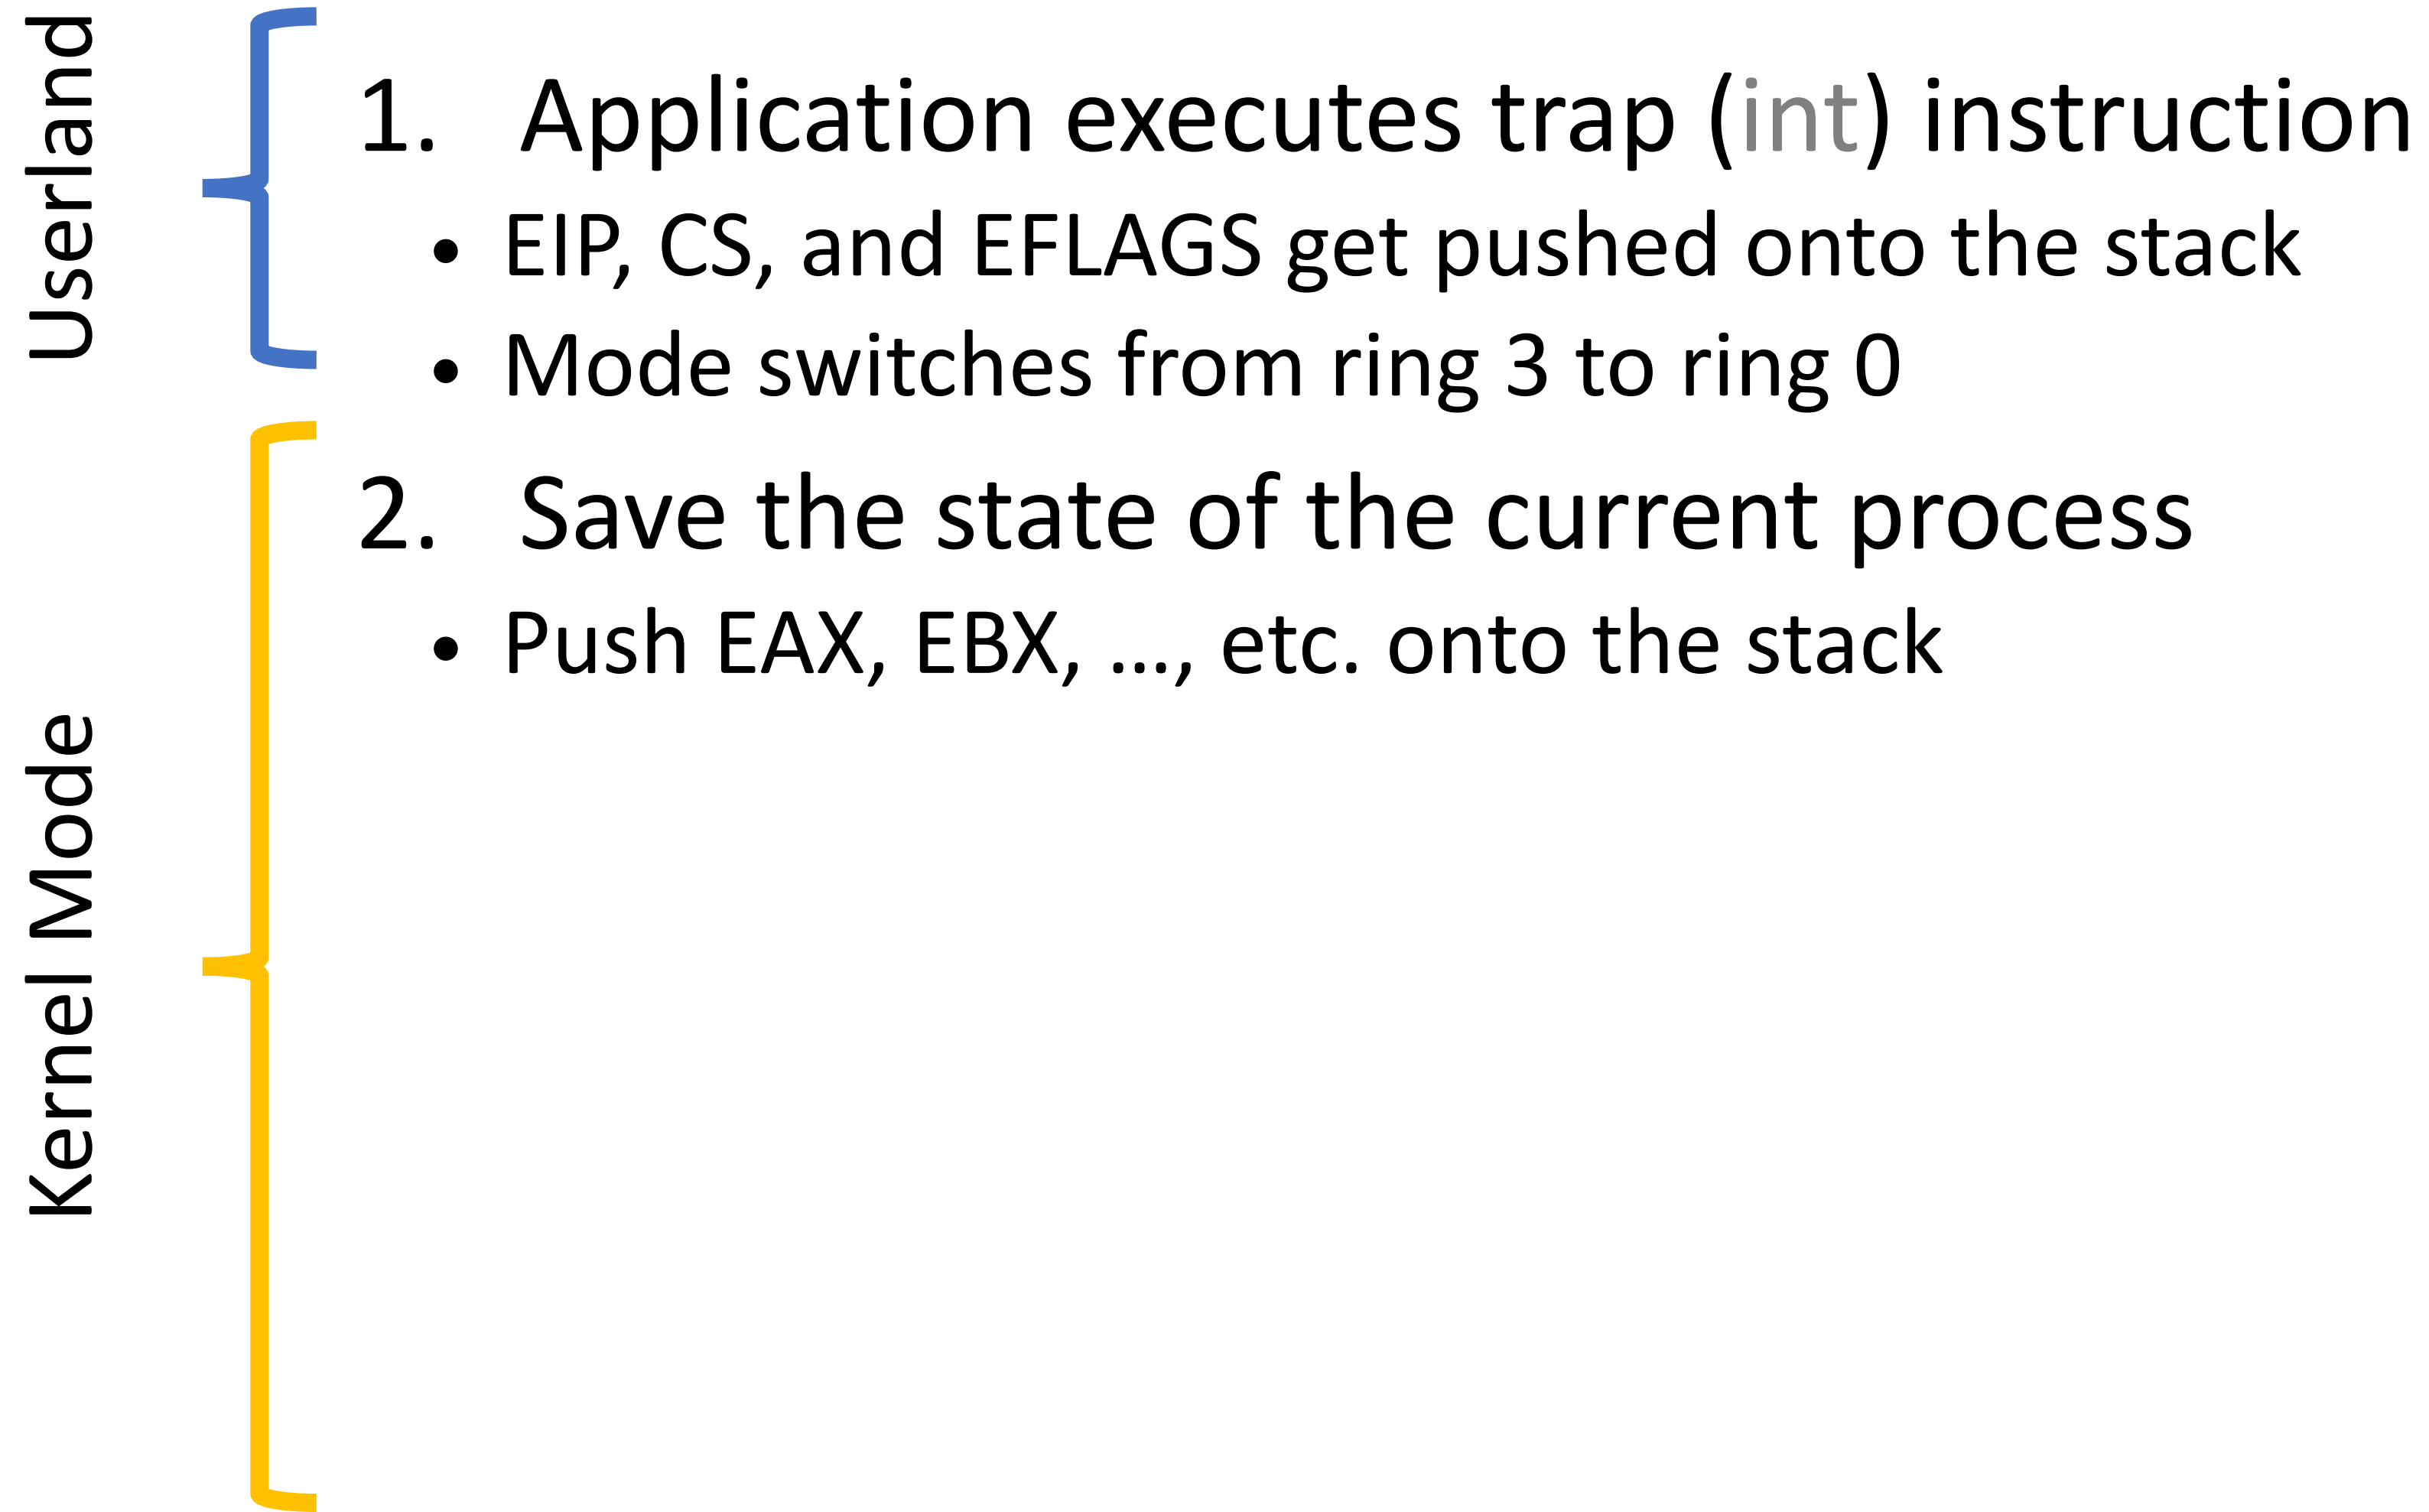 Userland
1. Application executes trap (int) instruction
• EIP, CS, and EFLAGS get pushed onto the stack
• Mode switches from ring 3 to ring 0
Kernel Mode
2. Save the state of the current process
• Push EAX, EBX, …, etc. onto the stack